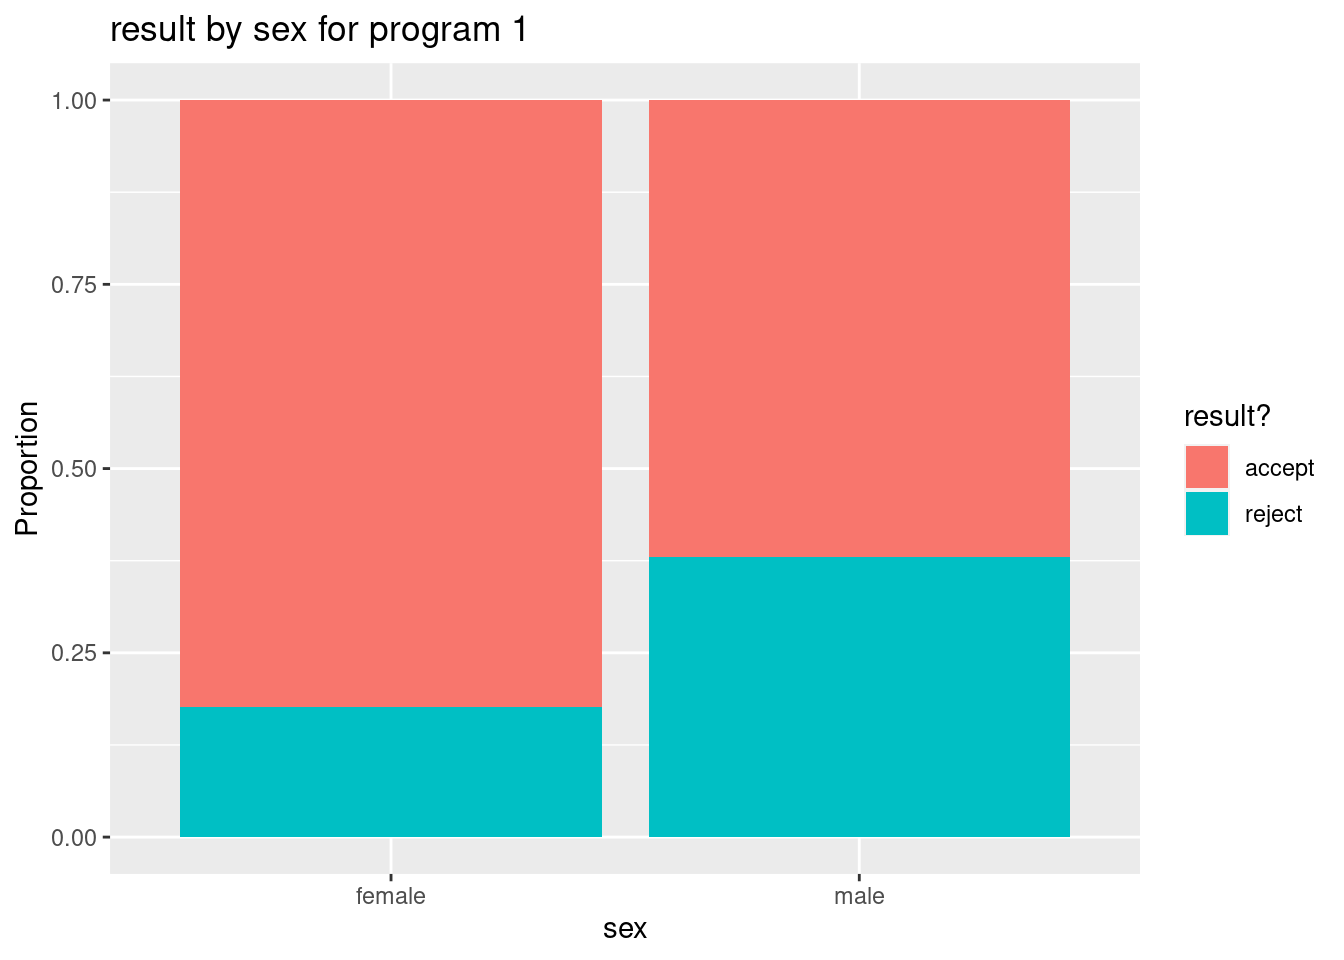 result by sex for program 1
1.00
0.75
0.50
0.25
0.00
Proportion
female
male
sex
result?
accept
reject